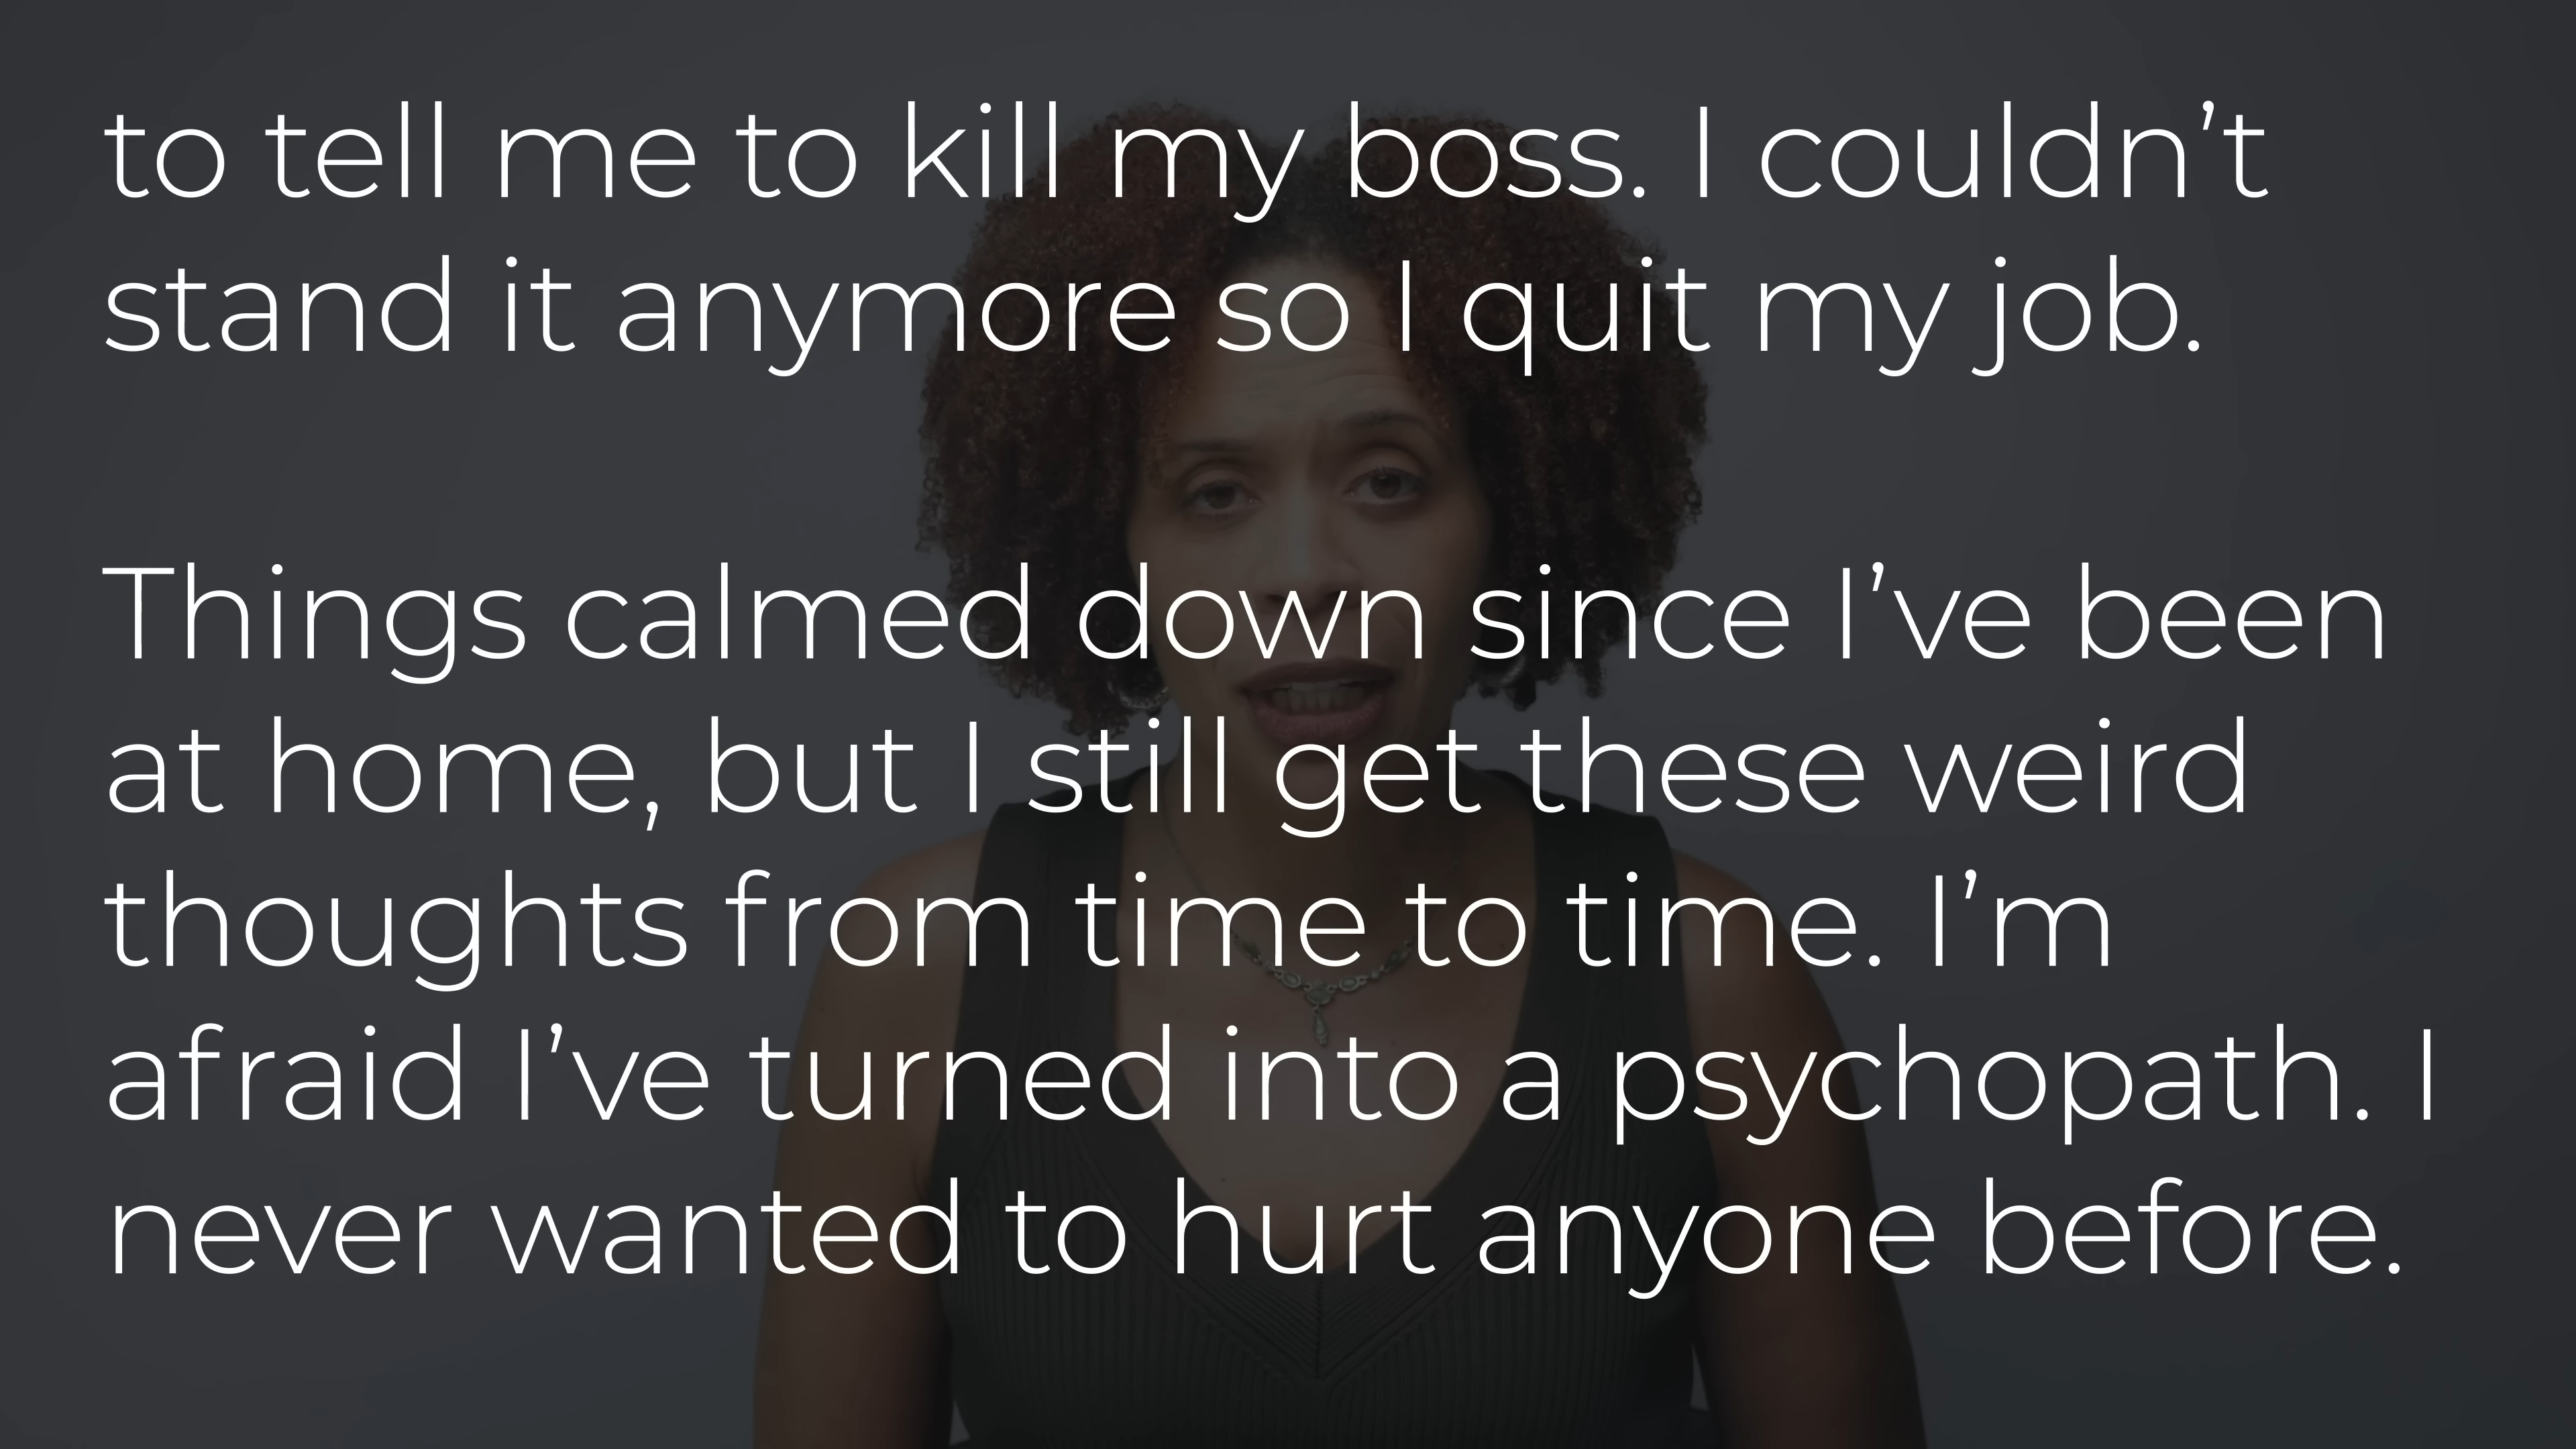 to tell me to kill my boss. I couldn’t
stand it anymore so I quit my job.
Things calmed down since I’ve been
at home, but I still get these weird
thoughts from time to time. I’m
afraid I’ve turned into a psychopath. I
never wanted to hurt anyone before.